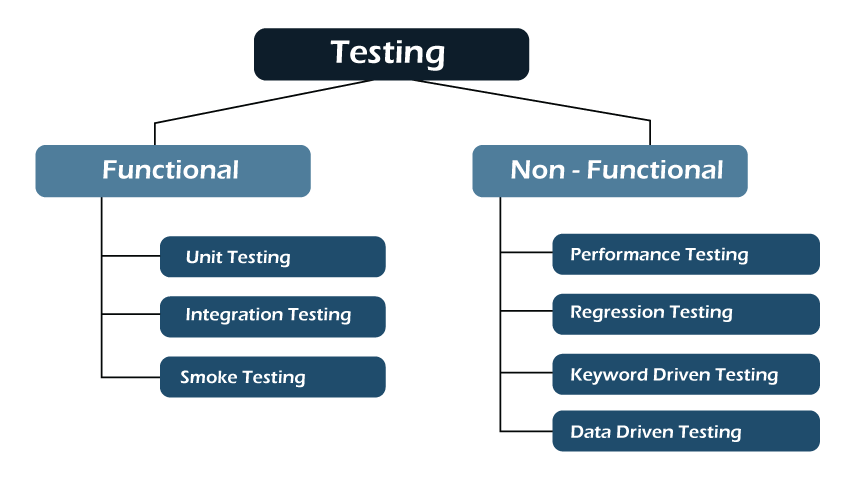 Testing
Functional
Non - Functional
Unit Testing
Integration Testing
Smoke Testing
Performance Testing
Regression Testing
Keyword Driven Testing
Data Driven Testing